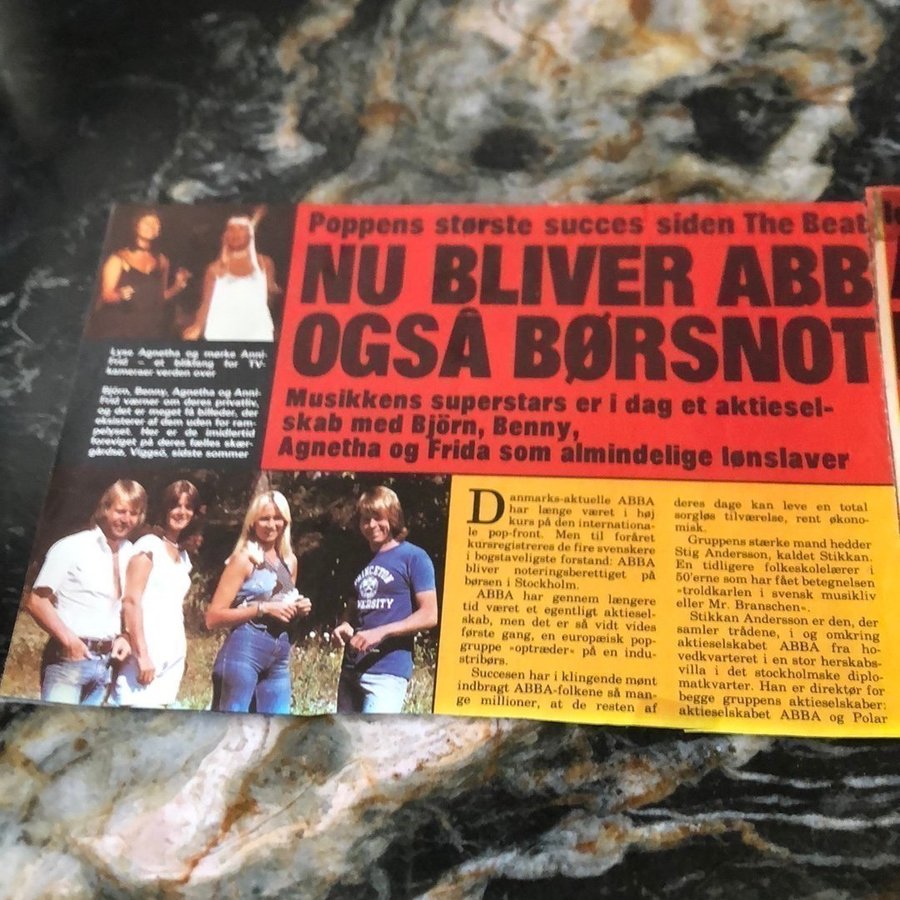 Poppens største succes siden The Beat
NU BLIVER ABB
OGSÅ BØRSNOT
Musikkens superstars er i dag et aktiesel-
skab med Björn, Benny,
Agnetha og Frida som almindelige lønslaver
Lyse Agnetha og mørke Anni-
Frid – et blikfang for TV-
kameraer verden over
Björn, Benny, Agnetha og Anni-
Frid værner om deres privatliv,
og det er meget få billeder, der
eksisterer af dem uden for ram-
pelyset. Her er de imidlertid
foreviget på deres fælles skær-
gårdsø, Viggsö, sidste sommer
PRINCETON
UNIVERSITY
Danmarks-aktuelle ABBA
har længe været i høj
kurs på den internationa-
le pop-front. Men til foråret
kursregistreres de fire svenskere
i bogstaveligste forstand: ABBA
bliver noteringsberettiget på
børsen i Stockholm.
ABBA har gennem længere
tid været et egentligt aktiesel-
skab, men det er så vidt vides
første gang, en europæisk pop-
gruppe »optræder« på en indu-
stribørs.
Succesen har i klingende mønt
indbragt ABBA-folkene så man-
ge millioner, at de resten af
deres dage kan leve en total
sorgløs tilværelse, rent økono-
misk.
Gruppens stærke mand hedder
Stig Andersson, kaldet Stikkan.
En tidligere folkeskolelærer i
50'erne som har fået betegnelsen
»troldkarlen i svensk musikliv
eller Mr. Branschen«.
Stikkan Andersson er den, der
samler trådene, i og omkring
aktieselskabet ABBA fra ho-
vedkvarteret i en stor herskabs-
villa i det stockholmske diplo-
matkvarter. Han er direktør for
begge gruppens aktieselskaber:
aktieselskabet ABBA og Polar